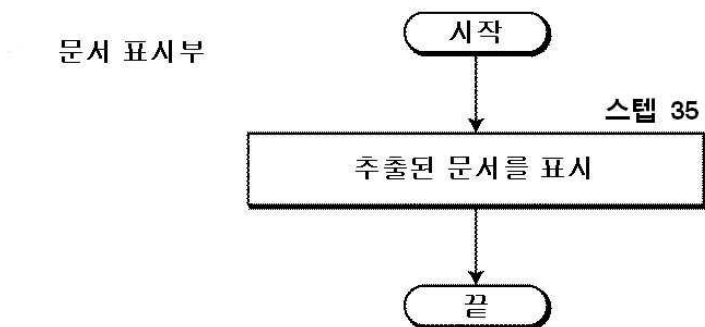 시작
문서 표시부
스텝 35
추출된 문서를 표시
끝